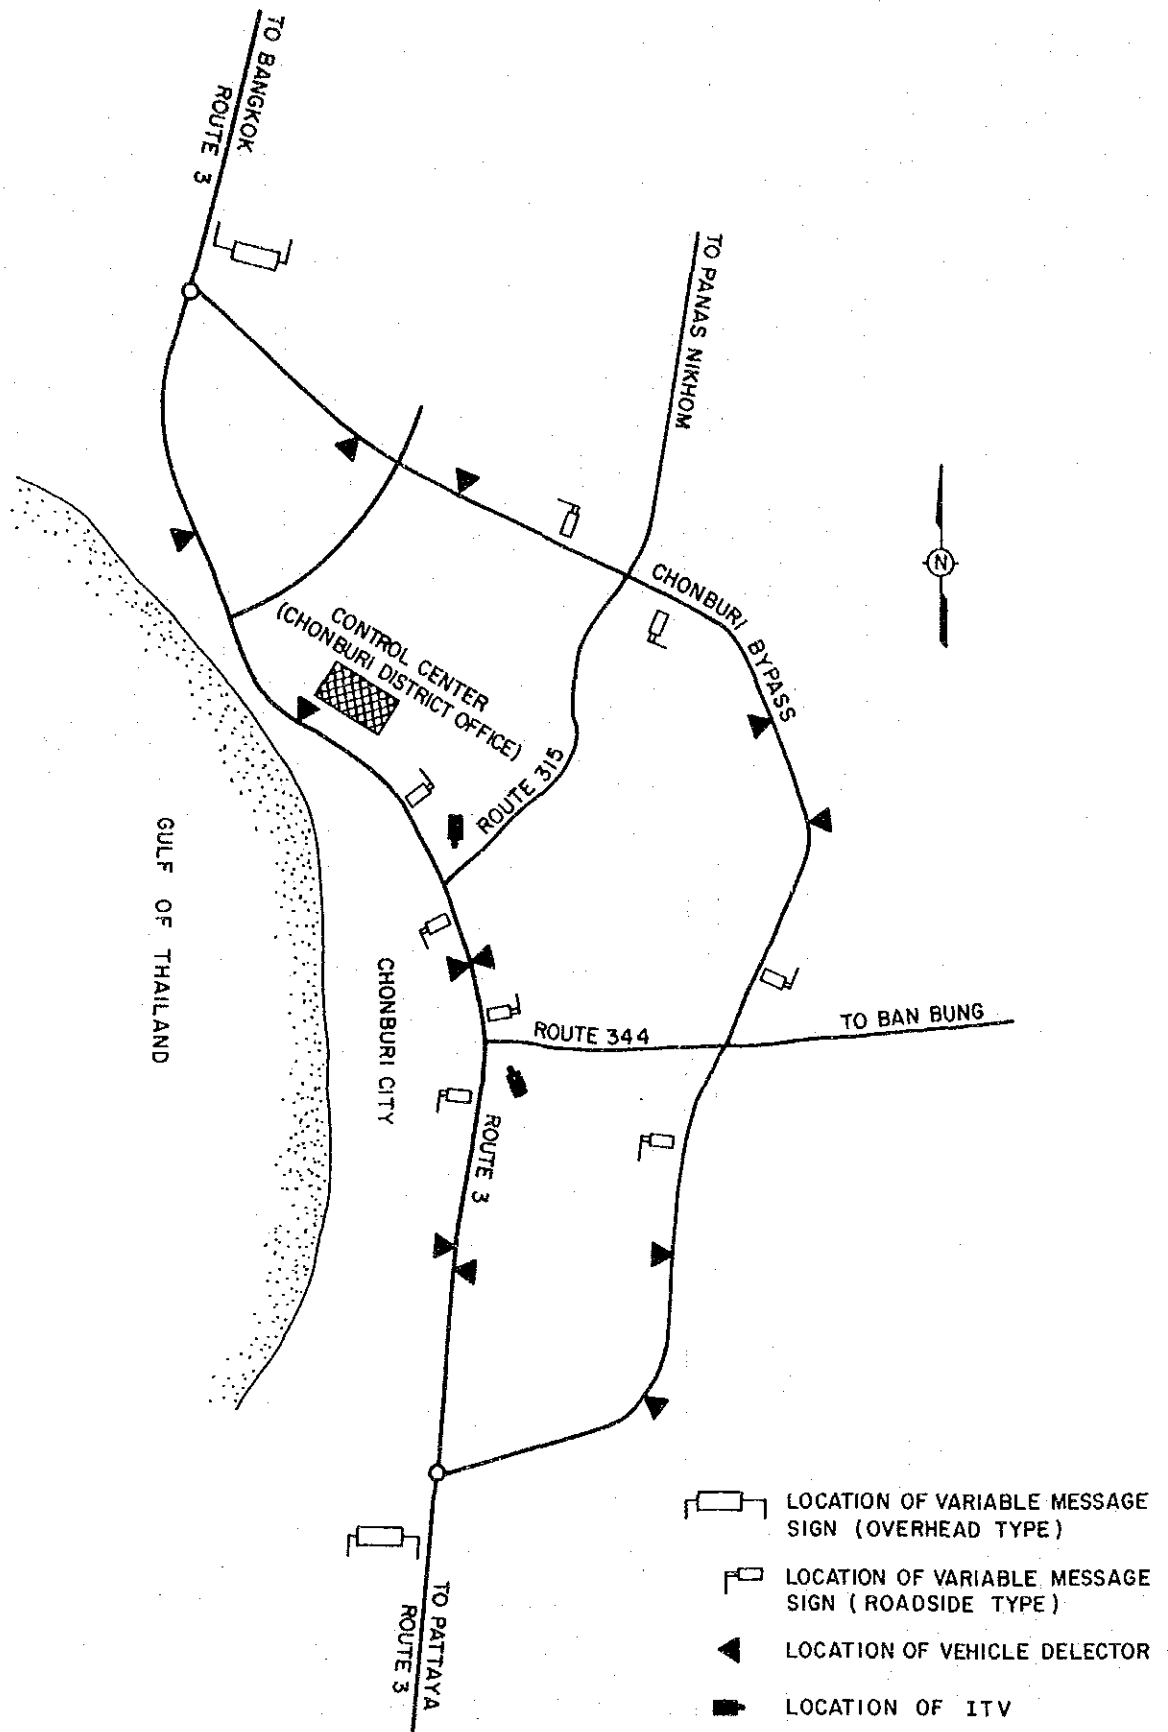 TO BANGKOK
ROUTE 3
TO PANAS NIKHOM
N
CHONBURI BYPASS
CONTROL CENTER
(CHONBURI DISTRICT OFFICE)
ROUTE 315
GULF OF THAILAND
CHONBURI CITY
ROUTE 344
TO BAN BUNG
ROUTE 3
TO PATTAYA
ROUTE 3
LOCATION OF VARIABLE MESSAGE
SIGN (OVERHEAD TYPE)
LOCATION OF VARIABLE MESSAGE
SIGN (ROADSIDE TYPE)
LOCATION OF VEHICLE DELECTOR
LOCATION OF ITV